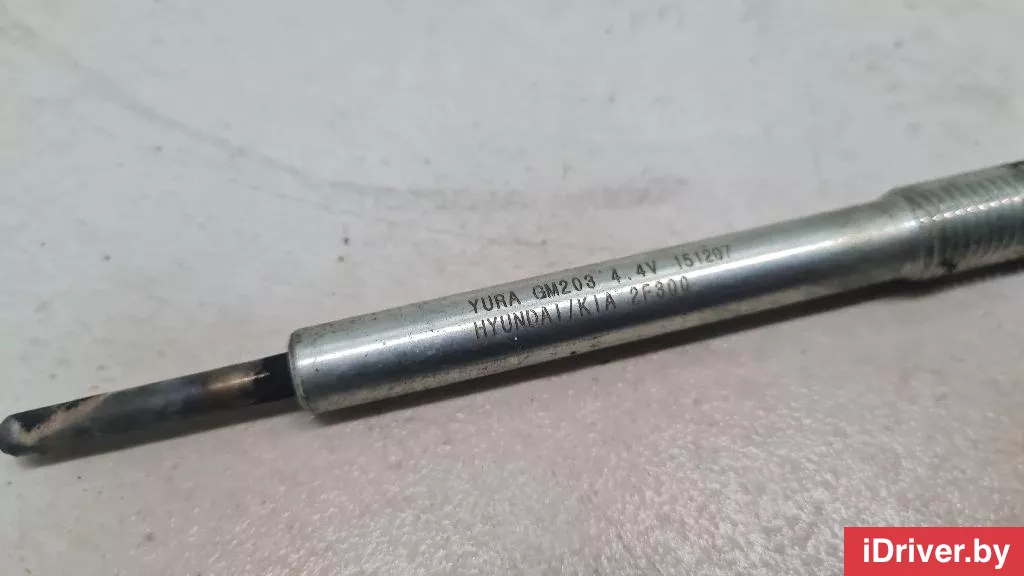 YURA GM203 4.4V 151207
HYUNDAI/KIA 2F300
iDriver.by